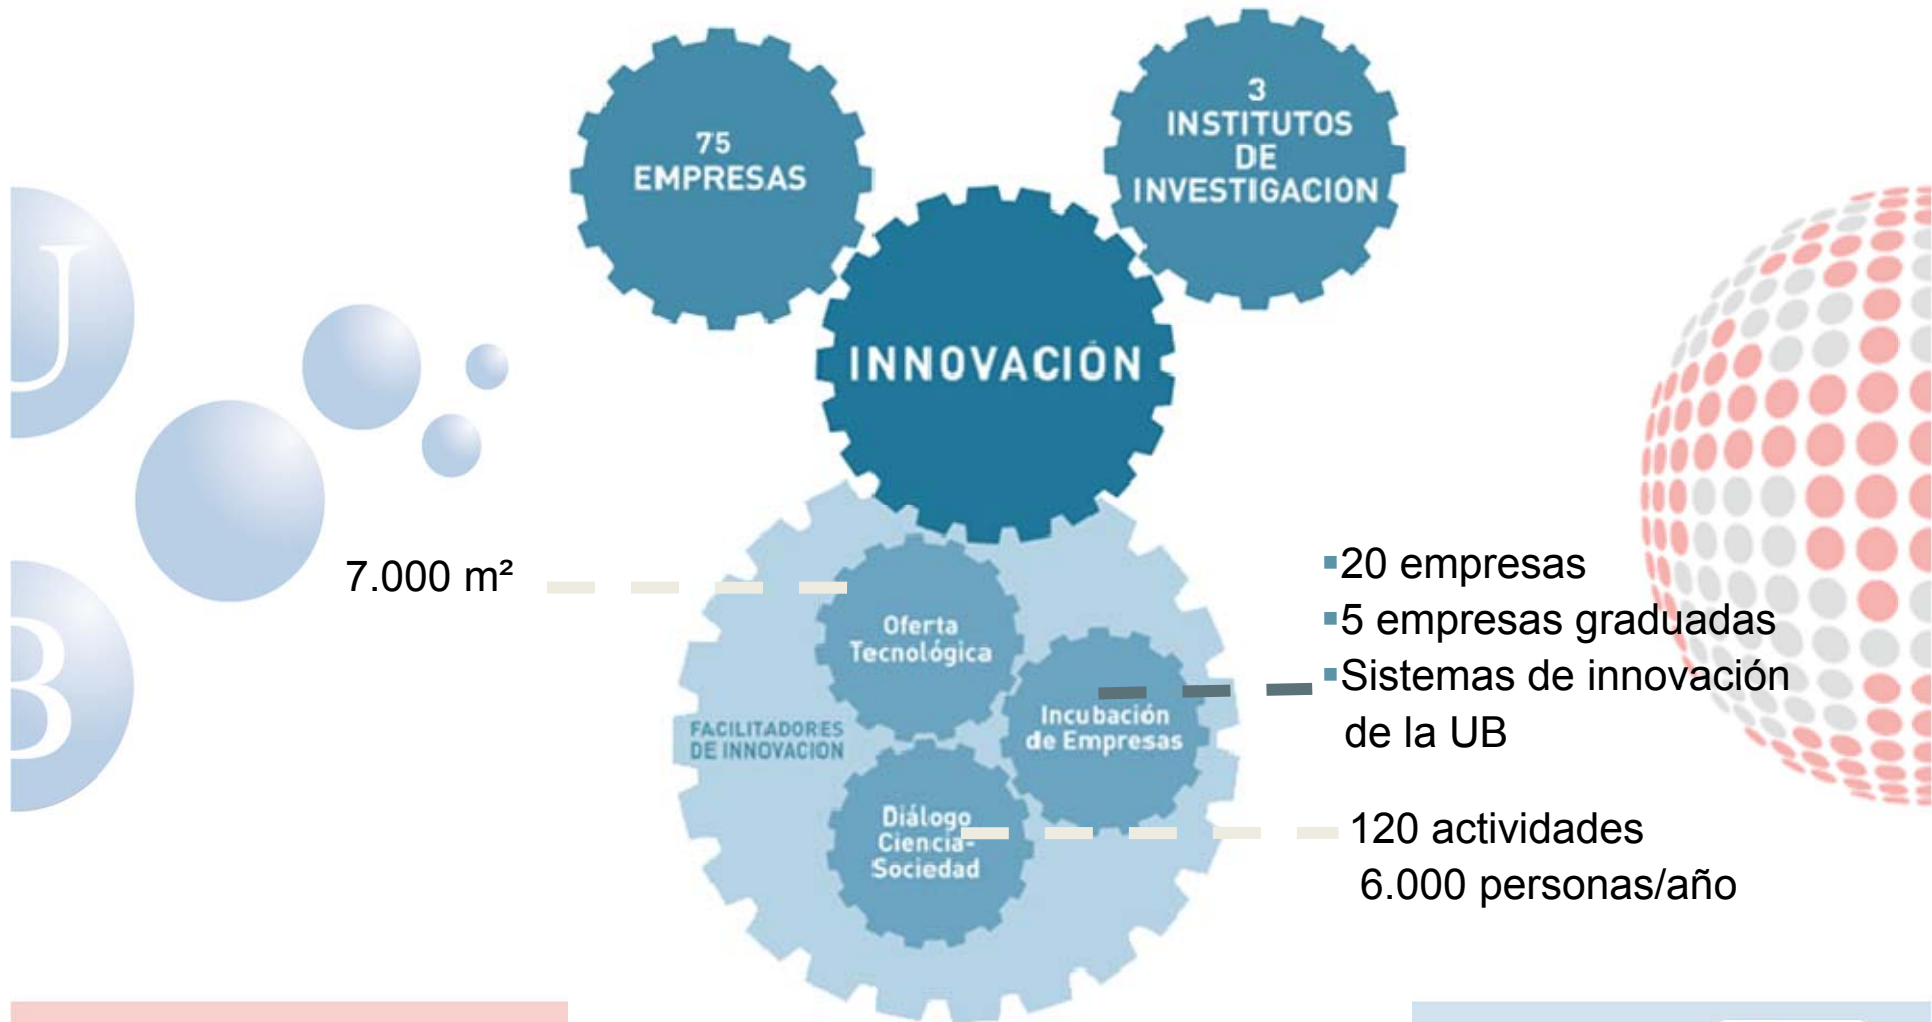 75
EMPRESAS
3
INSTITUTOS
DE
INVESTIGACION
INNOVACIÓN
U
B
7.000 m²
Oferta
Tecnológica
FACILITADORES
DE INNOVACION
Incubación
de Empresas
Diálogo
Ciencia-
Sociedad
▪20 empresas
▪5 empresas graduadas
▪Sistemas de innovación
de la UB
120 actividades
6.000 personas/año